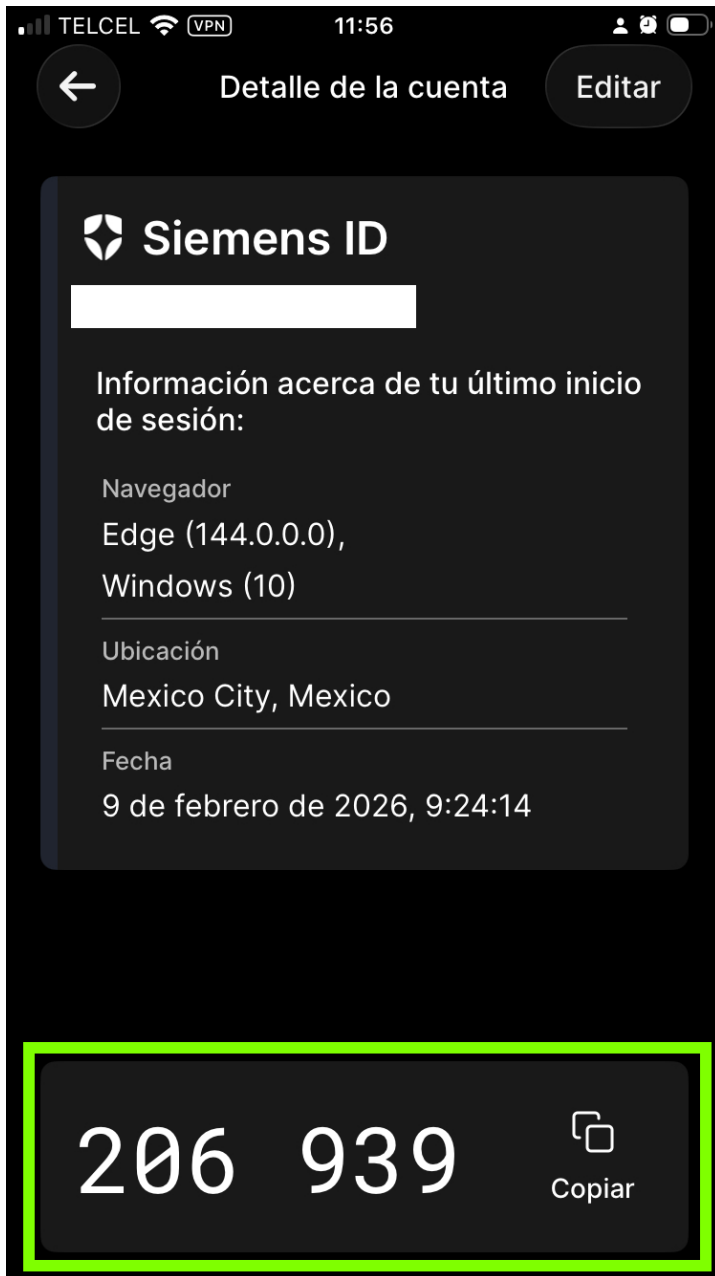 TELCEL VPN 11:56
Detalle de la cuenta Editar
Siemens ID
Información acerca de tu último inicio
de sesión:
Navegador
Edge (144.0.0.0),
Windows (10)
Ubicación
Mexico City, Mexico
Fecha
9 de febrero de 2026, 9:24:14
206 939
Copiar